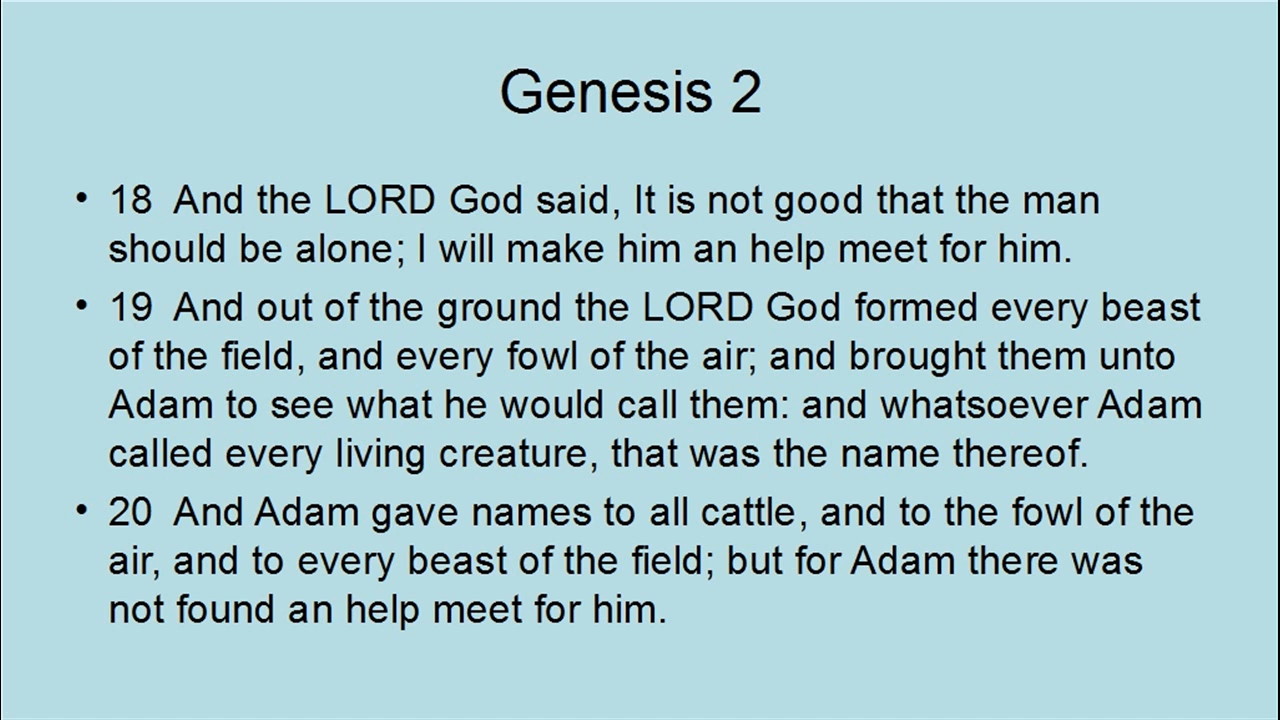 Genesis 2
• 18  And the LORD God said, It is not good that the man
should be alone; I will make him an help meet for him.
• 19  And out of the ground the LORD God formed every beast
of the field, and every fowl of the air; and brought them unto
Adam to see what he would call them: and whatsoever Adam
called every living creature, that was the name thereof.
• 20  And Adam gave names to all cattle, and to the fowl of the
air, and to every beast of the field; but for Adam there was
not found an help meet for him.